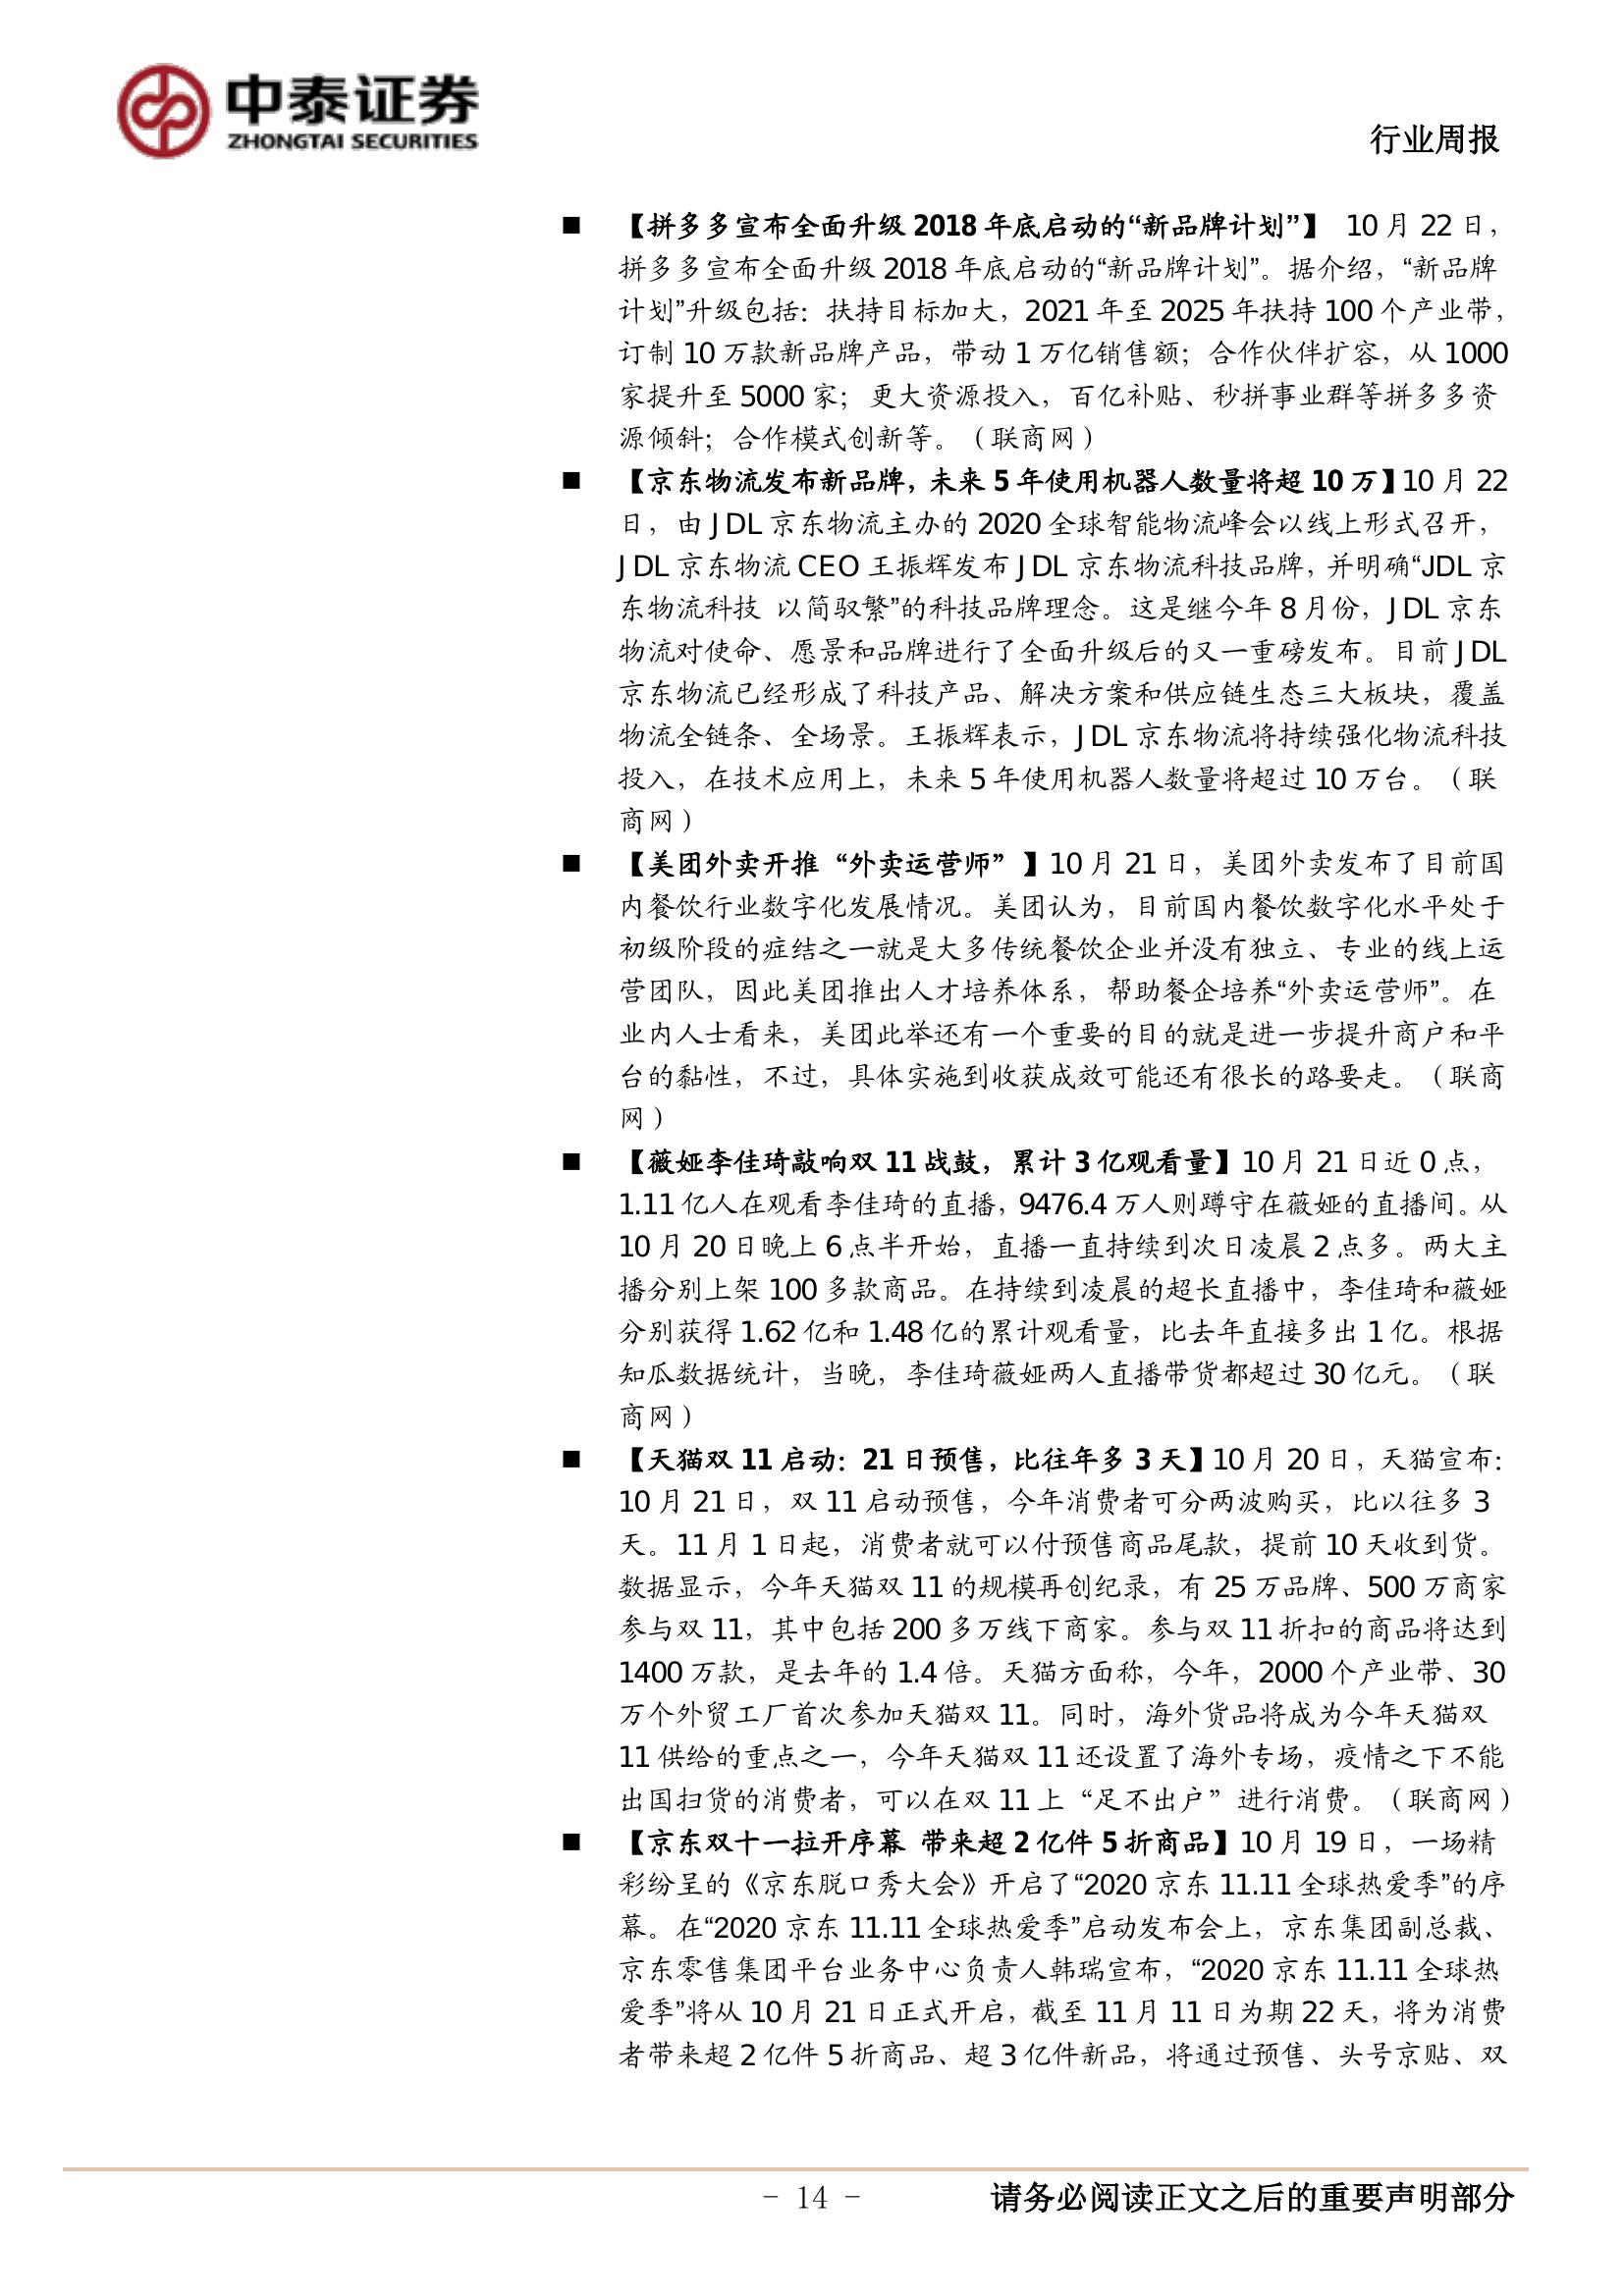 中泰证券
ZHONGTAI SECURITIES
行业周报
■ 【拼多多宣布全面升级 2018 年底启动的“新品牌计划”】 10 月 22 日，
拼多多宣布全面升级 2018 年底启动的“新品牌计划”。据介绍，“新品牌
计划”升级包括：扶持目标加大，2021 年至 2025 年扶持 100 个产业带，
订制 10 万款新品牌产品，带动 1 万亿销售额；合作伙伴扩容，从 1000
家提升至 5000 家；更大资源投入，百亿补贴、秒拼事业群等拼多多资
源倾斜；合作模式创新等。（联商网）
■ 【京东物流发布新品牌，未来 5 年使用机器人数量将超 10 万】10 月 22
日，由 JDL 京东物流主办的 2020 全球智能物流峰会以线上形式召开，
JDL 京东物流 CEO 王振辉发布 JDL 京东物流科技品牌，并明确“JDL 京
东物流科技 以简驭繁”的科技品牌理念。这是继今年 8 月份，JDL 京东
物流对使命、愿景和品牌进行了全面升级后的又一重磅发布。目前 JDL
京东物流已经形成了科技产品、解决方案和供应链生态三大板块，覆盖
物流全链条、全场景。王振辉表示，JDL 京东物流将持续强化物流科技
投入，在技术应用上，未来 5 年使用机器人数量将超过 10 万台。（联
商网）
■ 【美团外卖开推“外卖运营师”】10 月 21 日，美团外卖发布了目前国
内餐饮行业数字化发展情况。美团认为，目前国内餐饮数字化水平处于
初级阶段的症结之一就是大多传统餐饮企业并没有独立、专业的线上运
营团队，因此美团推出人才培养体系，帮助餐企培养“外卖运营师”。在
业内人士看来，美团此举还有一个重要的目的就是进一步提升商户和平
台的黏性，不过，具体实施到收获成效可能还有很长的路要走。（联商
网）
■ 【薇娅李佳琦敲响双 11 战鼓，累计 3 亿观看量】10 月 21 日近 0 点，
1.11 亿人在观看李佳琦的直播，9476.4 万人则蹲守在薇娅的直播间。从
10 月 20 日晚上 6 点半开始，直播一直持续到次日凌晨 2 点多。两大主
播分别上架 100 多款商品。在持续到凌晨的超长直播中，李佳琦和薇娅
分别获得 1.62 亿和 1.48 亿的累计观看量，比去年直接多出 1 亿。根据
知瓜数据统计，当晚，李佳琦薇娅两人直播带货都超过 30 亿元。（联
商网）
■ 【天猫双 11 启动：21 日预售，比往年多 3 天】10 月 20 日，天猫宣布：
10 月 21 日，双 11 启动预售，今年消费者可分两波购买，比以往多 3
天。11 月 1 日起，消费者就可以付预售商品尾款，提前 10 天收到货。
数据显示，今年天猫双 11 的规模再创纪录，有 25 万品牌、500 万商家
参与双 11，其中包括 200 多万线下商家。参与双 11 折扣的商品将达到
1400 万款，是去年的 1.4 倍。天猫方面称，今年，2000 个产业带、30
万个外贸工厂首次参加天猫双 11。同时，海外货品将成为今年天猫双
11 供给的重点之一，今年天猫双 11 还设置了海外专场，疫情之下不能
出国扫货的消费者，可以在双 11 上“足不出户”进行消费。（联商网）
■ 【京东双十一拉开序幕 带来超 2 亿件 5 折商品】10 月 19 日，一场精
彩纷呈的《京东脱口秀大会》开启了“2020 京东 11.11 全球热爱季”的序
幕。在“2020 京东 11.11 全球热爱季”启动发布会上，京东集团副总裁、
京东零售集团平台业务中心负责人韩瑞宣布，“2020 京东 11.11 全球热
爱季”将从 10 月 21 日正式开启，截至 11 月 11 日为期 22 天，将为消费
者带来超 2 亿件 5 折商品、超 3 亿件新品，将通过预售、头号京贴、双
- 14 -
请务必阅读正文之后的重要声明部分